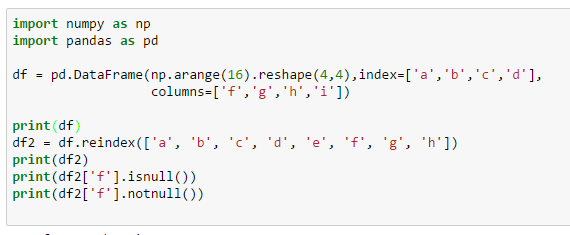 import numpy as np
import pandas as pd
df = pd.DataFrame(np.arange(16).reshape(4,4),index=['a','b','c','d'],
columns=['f','g','h','i'])
print(df)
df2 = df.reindex(['a', 'b', 'c', 'd', 'e', 'f', 'g', 'h'])
print(df2)
print(df2['f'].isnull())
print(df2['f'].notnull())